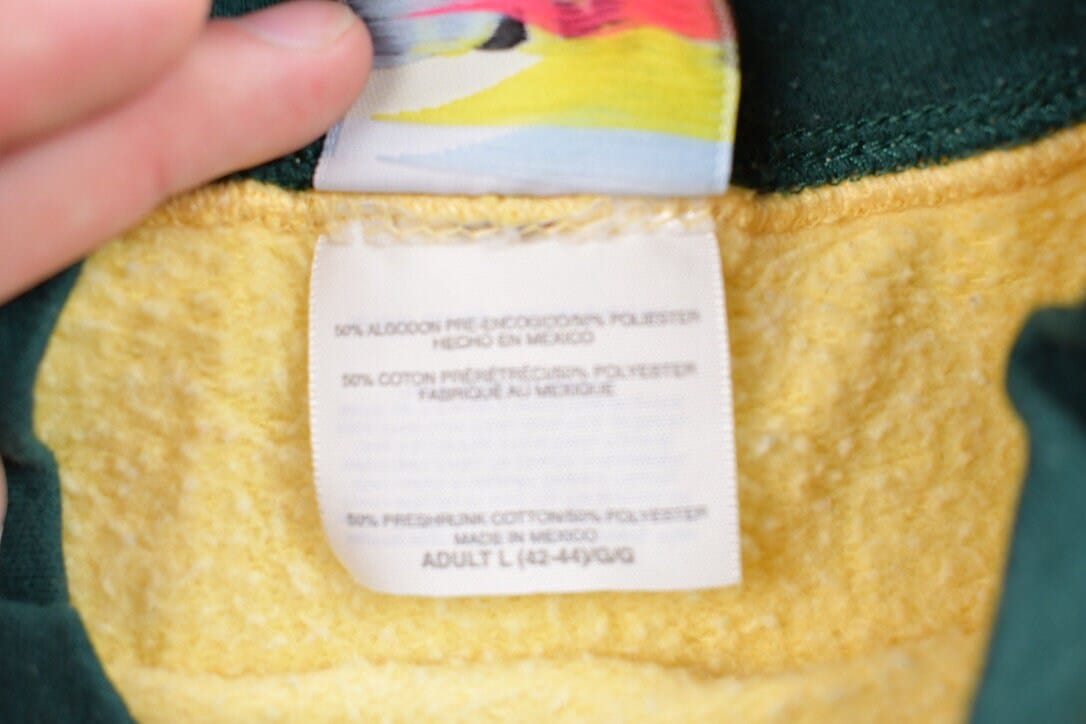 50% ALGODON PRE-ENCOGIDO/50% POLIESTER
HECHO EN MEXICO
50% COTON PRÉRÉTRÉCI/50% POLYESTER
FABRIQUÉ AU MEXIQUE
50% PRESHRUNK COTTON/50% POLYESTER
MADE IN MEXICO
ADULT L (42-44)/G/G